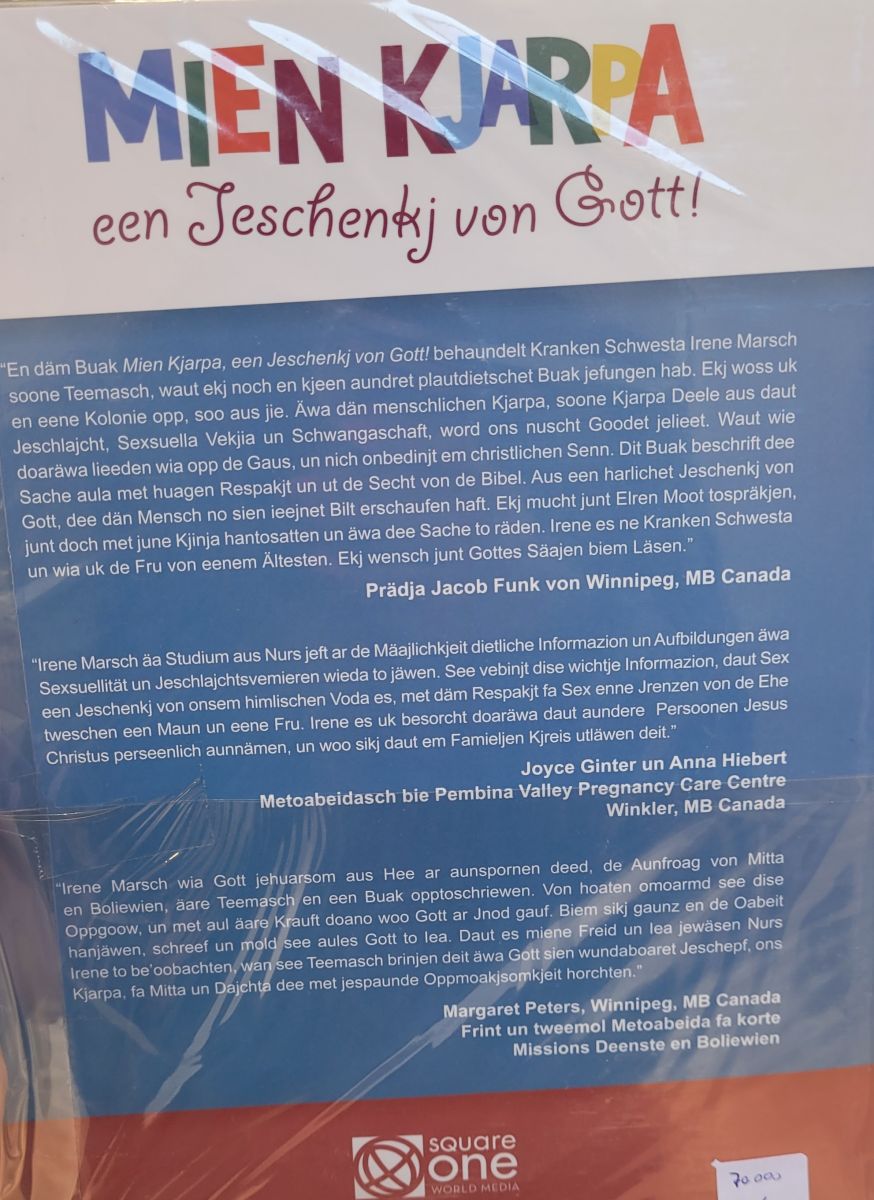 MIEN KJARPA
een Jeschenkj von Gott!
"En däm Buak Mien Kjarpa, een Jeschenkj von Gott! behaundelt Kranken Schwesta Irene Marsch
soone Teemasch, waut ekj noch en kjeen aundret plautdietschet Buak jefungen hab. Ekj woss uk
en eene Kolonie opp, soo aus jie. Äwa dän menschlichen Kjarpa, soone Kjarpa Deele aus daut
Jeschlajcht, Sexsuella Vekjia un Schwangaschaft, word ons nuscht Goodet jelieet. Waut wie
doaräwa lieeden wia opp de Gaus, un nich onbedinjt em christlichen Senn. Dit Buak beschrift dee
Sache aula met huagen Respakjt un ut de Secht von de Bibel. Aus een harlichet Jeschenkj von
Gott, dee dän Mensch no sien ieejnet Bilt erschaufen haft. Ekj mucht junt Elren Moot tospräkjen,
junt doch met june Kjinja hantosatten un äwa dee Sache to räden. Irene es ne Kranken Schwesta
un wia uk de Fru von eenem Ältesten. Ekj wensch junt Gottes Säajen biem Läsen."
Prädja Jacob Funk von Winnipeg, MB Canada
"Irene Marsch äa Studium aus Nurs jeft ar de Mäajlichkjeit dietliche Informazion un Aufbildungen äwa
Sexsuellität un Jeschlajchtsvemieren wieda to jäwen. See vebinjt dise wichtje Informazion, daut Sex
een Jeschenkj von onsem himlischen Voda es, met däm Respakjt fa Sex enne Jrenzen von de Ehe
tweschen een Maun un eene Fru. Irene es uk besorcht doaräwa daut aundere Persoonen Jesus
Christus perseenlich aunnämen, un woo sikj daut em Famieljen Kjreis utläwen deit."
Joyce Ginter un Anna Hiebert
Metoabeidasch bie Pembina Valley Pregnancy Care Centre
Winkler, MB Canada
"Irene Marsch wia Gott jehuarsom aus Hee ar aunspornen deed, de Aunfroag von Mitta
en Boliewien, äare Teemasch en een Buak opptoschriewen. Von hoaten omoarmd see dise
Oppgoow, un met aul äare Krauft doano woo Gott ar Jnod gauf. Biem sikj gaunz en de Oabeit
hanjäwen, schreef un mold see aules Gott to Iea. Daut es miene Freid un Iea jewäsen Nurs
Irene to be'oobachten, wan see Teemasch brinjen deit äwa Gott sien wundaboaret Jeschepf, ons
Kjarpa, fa Mitta un Dajchta dee met jespaunde Oppmoakjsomkjeit horchten."
Margaret Peters, Winnipeg, MB Canada
Frint un tweemol Metoabeida fa korte
Missions Deenste en Boliewien
SQUARE
one
WORLD MEDIA
70.000